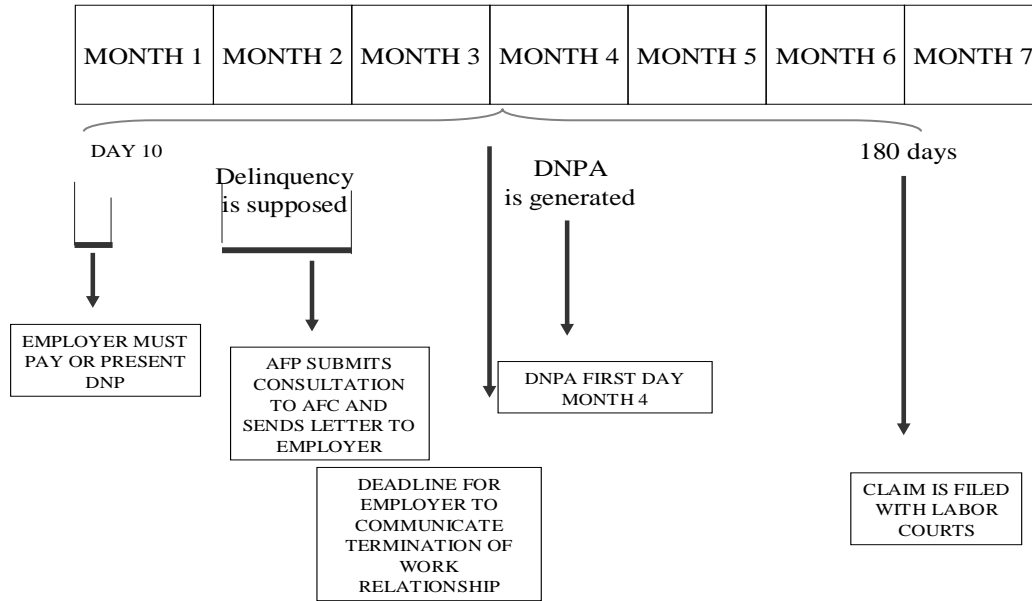 MONTH 1 MONTH 2 MONTH 3 MONTH 4 MONTH 5 MONTH 6 MONTH 7
DAY 10
Delinquency
is supposed
DNPA
is generated
180 days
EMPLOYER MUST
PAY OR PRESENT
DNP
AFP SUBMITS
CONSULTATION
TO AFC AND
SENDS LETTER TO
EMPLOYER
DNPA FIRST DAY
MONTH 4
DEADLINE FOR
EMPLOYER TO
COMMUNICATE
TERMINATION OF
WORK
RELATIONSHIP
CLAIM IS FILED
WITH LABOR
COURTS